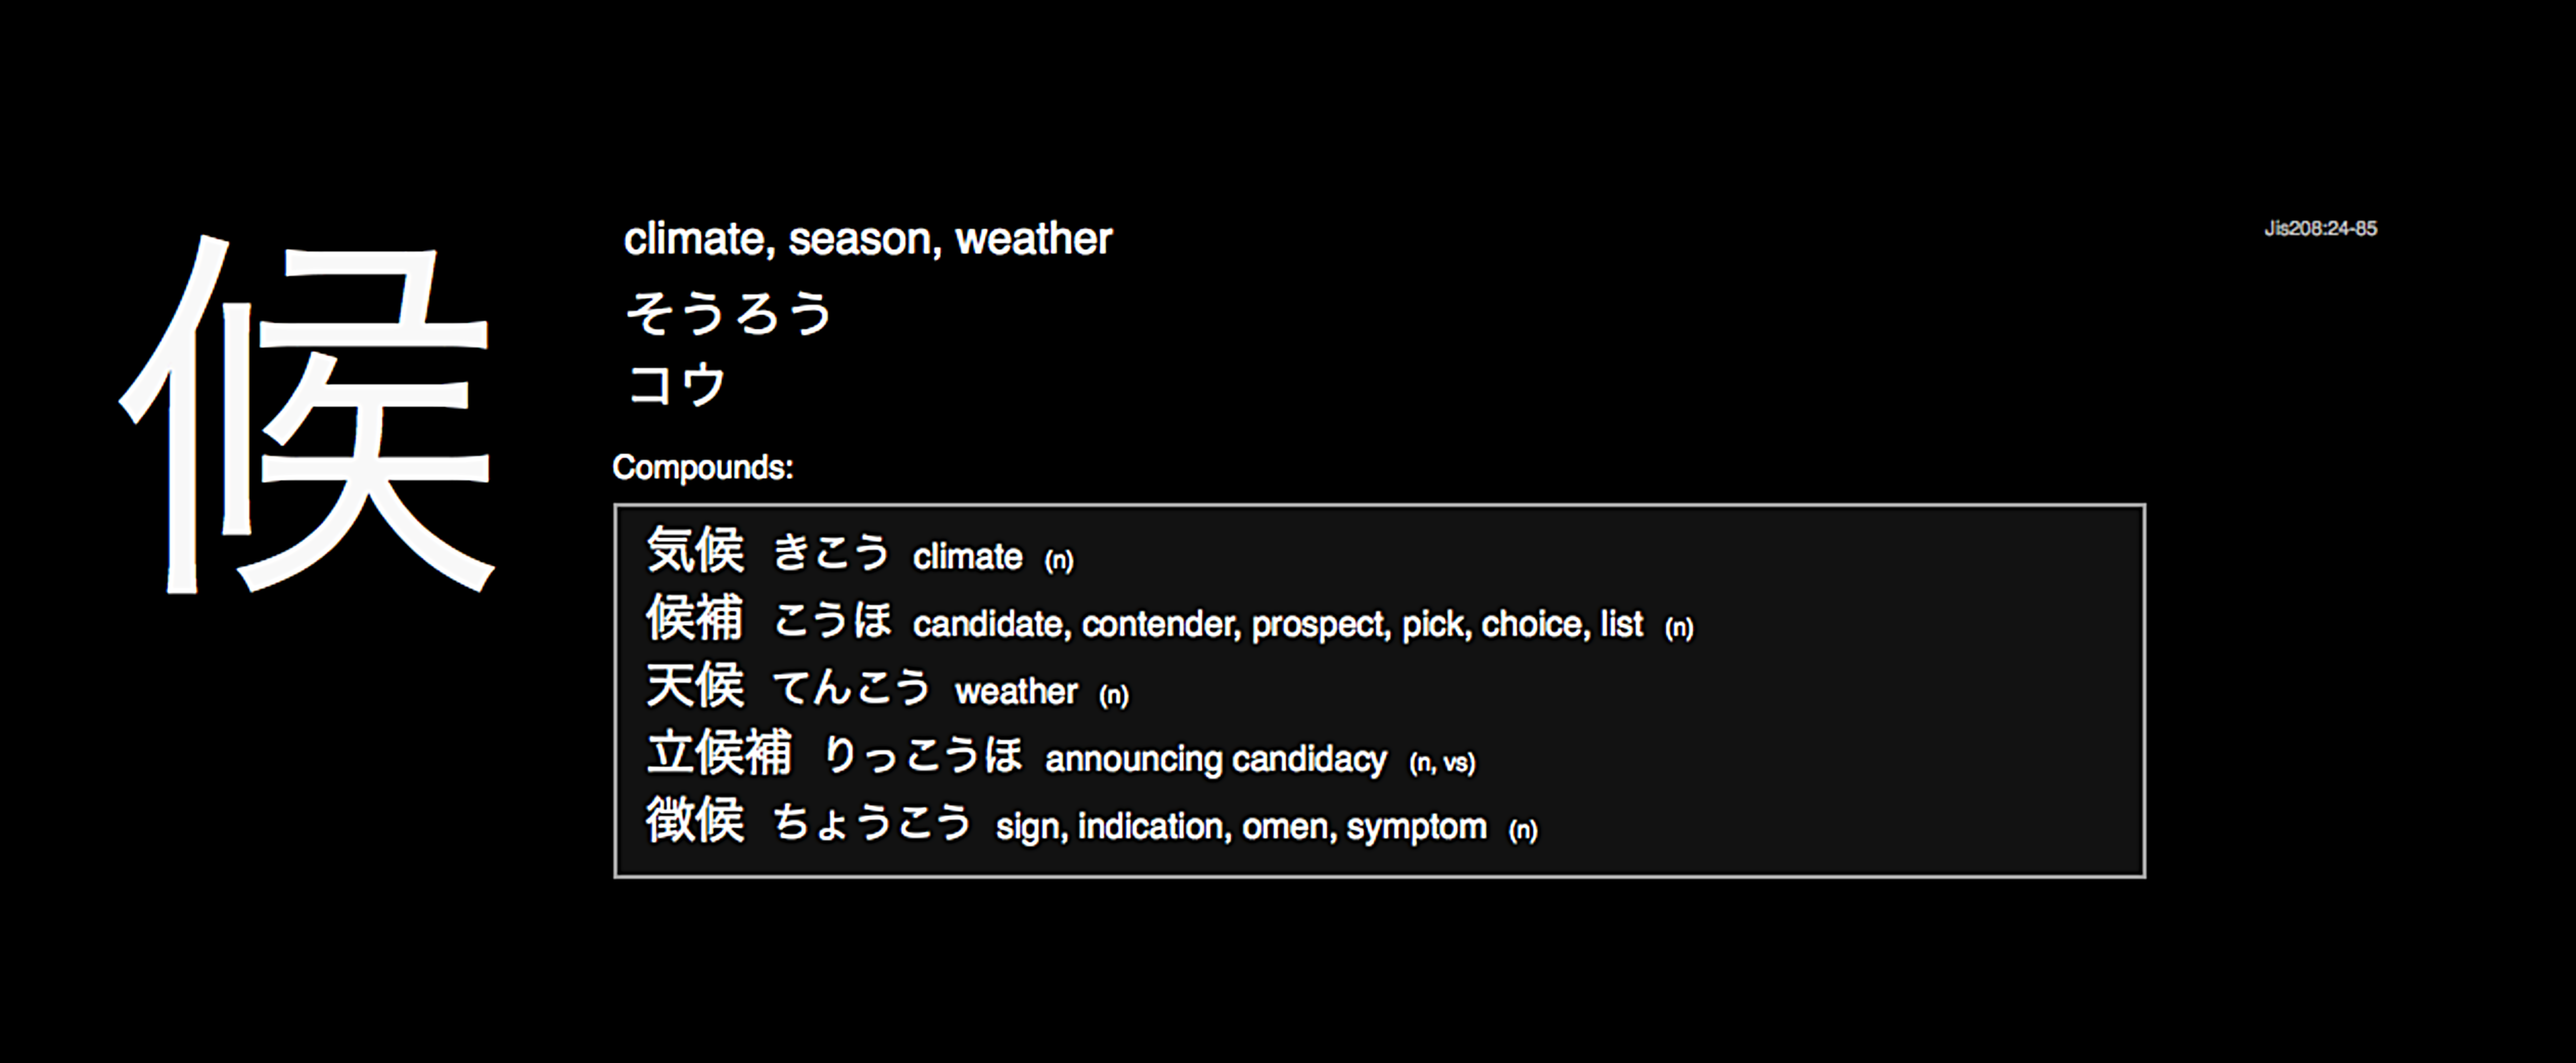 候
climate, season, weather
Jis208:24-85
そうろう
コウ
Compounds:
気候 きこう climate (n)
候補 こうほ candidate, contender, prospect, pick, choice, list (n)
天候 てんこう weather (n)
立候補 りっこうほ announcing candidacy (n, vs)
徴候 ちょうこう sign, indication, omen, symptom (n)